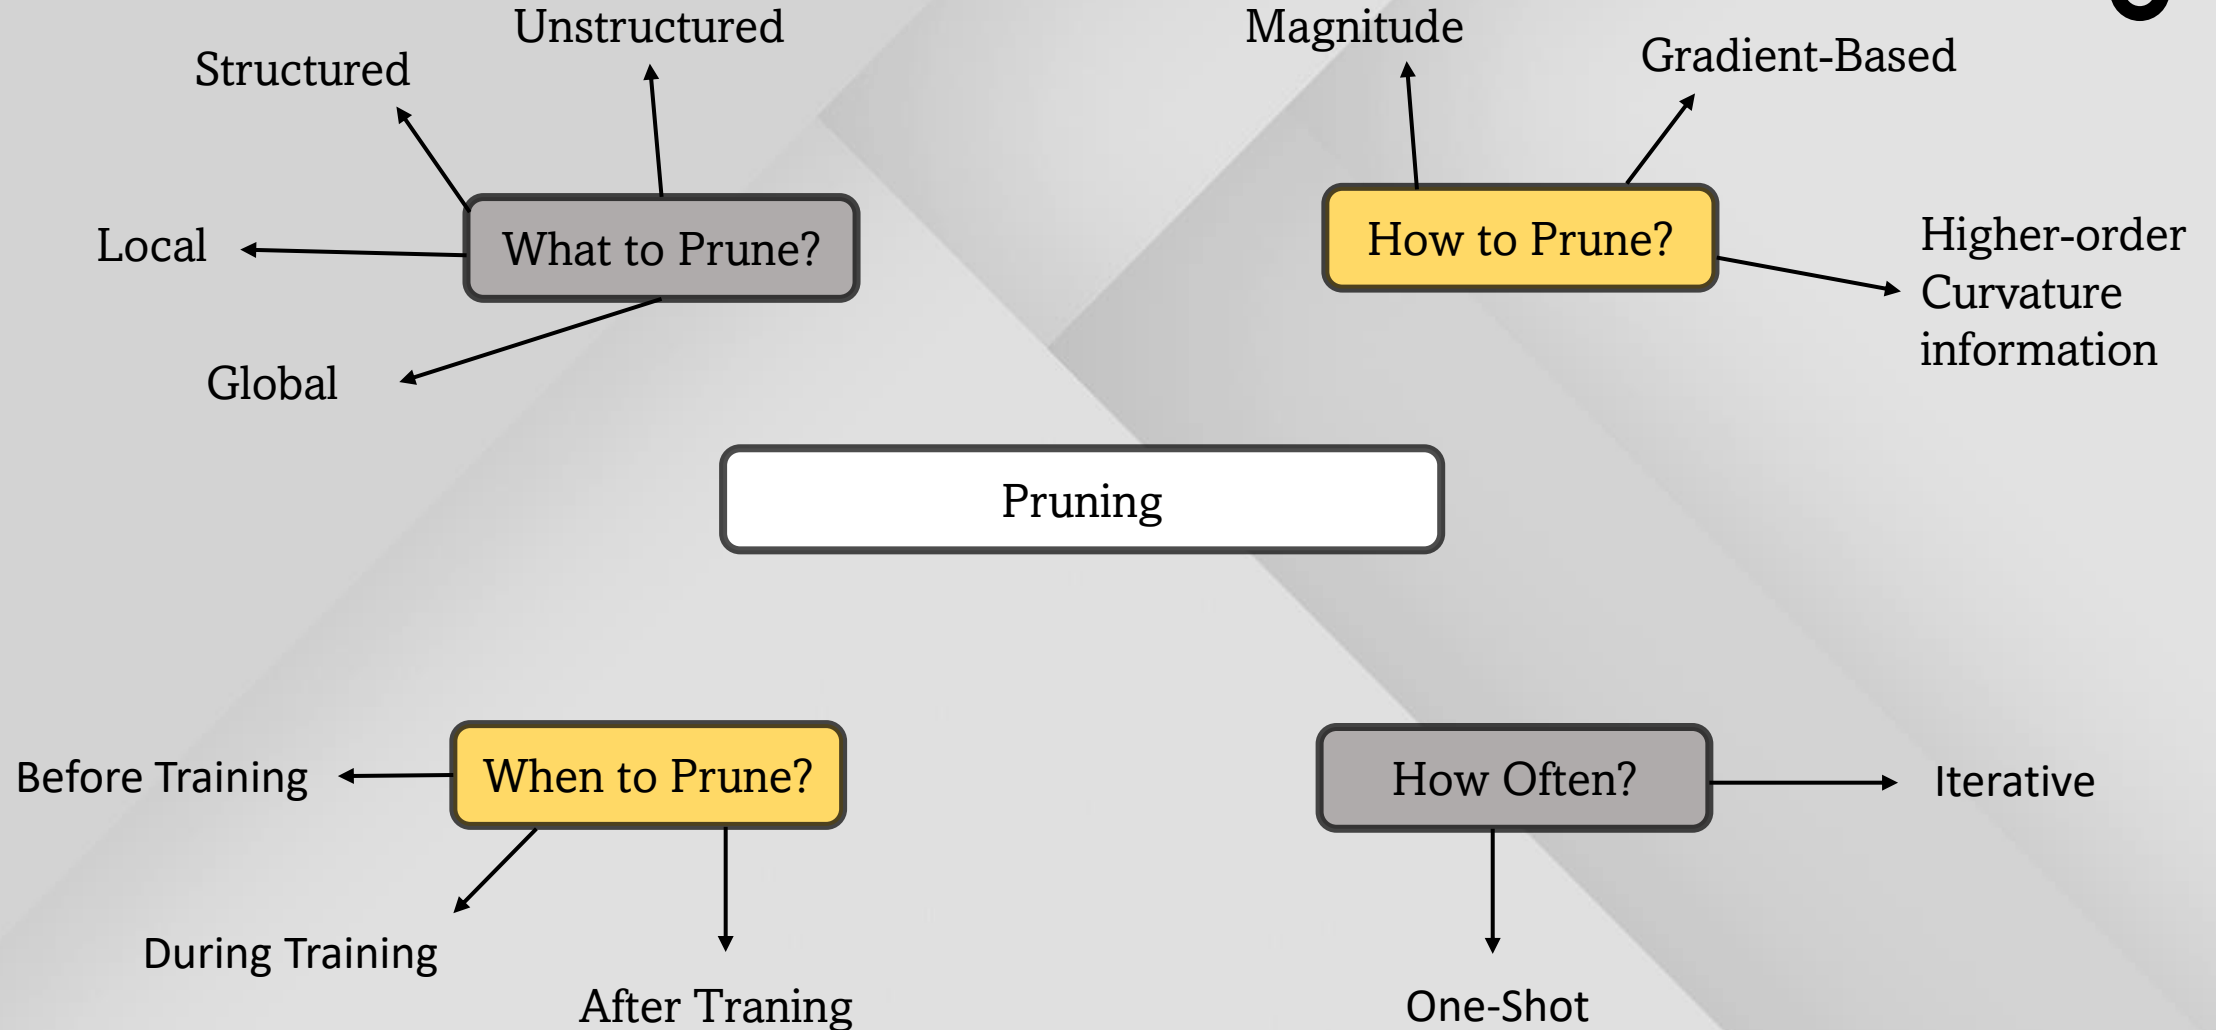 Unstructured
Magnitude
Structured
Gradient-Based
Local
What to Prune?
How to Prune?
Higher-order
Curvature
information
Global
Pruning
Before Training
When to Prune?
How Often?
Iterative
During Training
After Traning
One-Shot